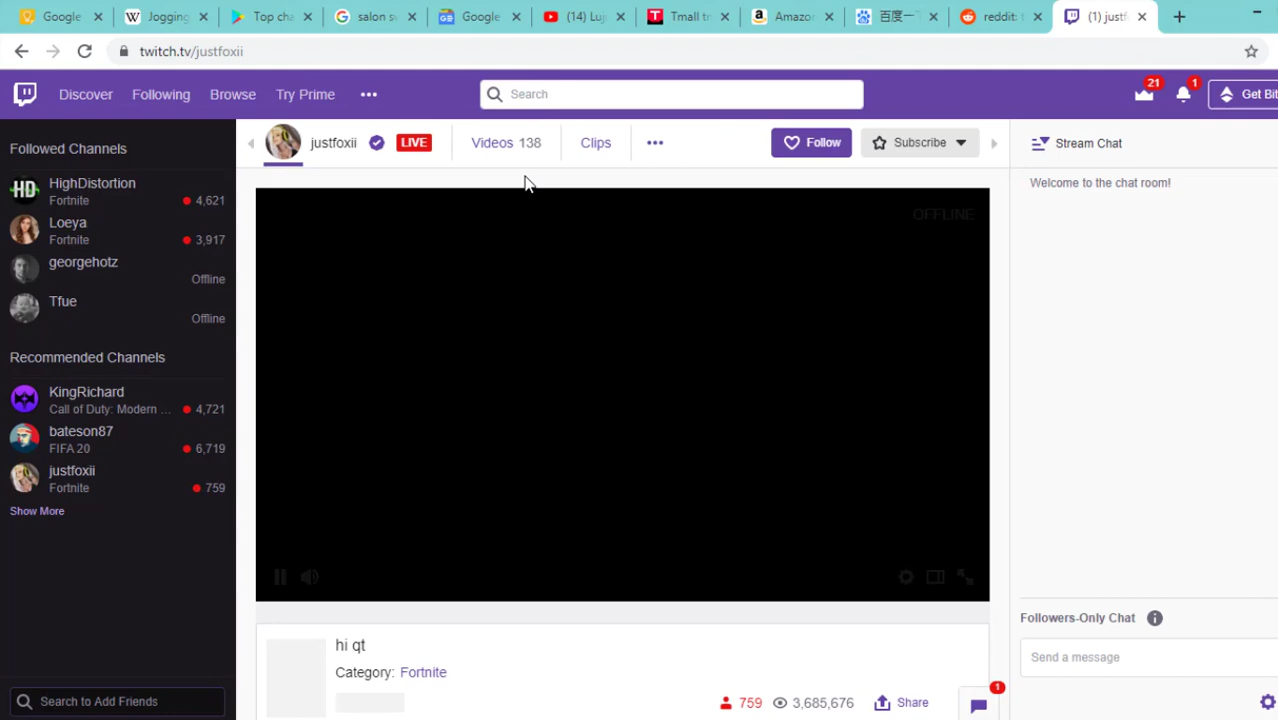 Google
Jogging
Top cha
salon sv
Google
(14) Luj
Tmall tr
Amazo
百度一下
reddit: t
(1) justf
twitch.tv/justfoxii
Discover
Following
Browse
Try Prime
Search
21
1
Get Bit
Followed Channels
justfoxii
LIVE
Videos 138
Clips
Follow
Subscribe
Stream Chat
HighDistortion
Fortnite
4,621
Loeya
Fortnite
3,917
georgehotz
Offline
Tfue
Offline
Recommended Channels
KingRichard
Call of Duty: Modern ...
4,721
bateson87
FIFA 20
6,719
justfoxii
Fortnite
759
Show More
Search to Add Friends
OFFLINE
hi qt
Category: Fortnite
759
3,685,676
Share
Welcome to the chat room!
Followers-Only Chat
Send a message
1